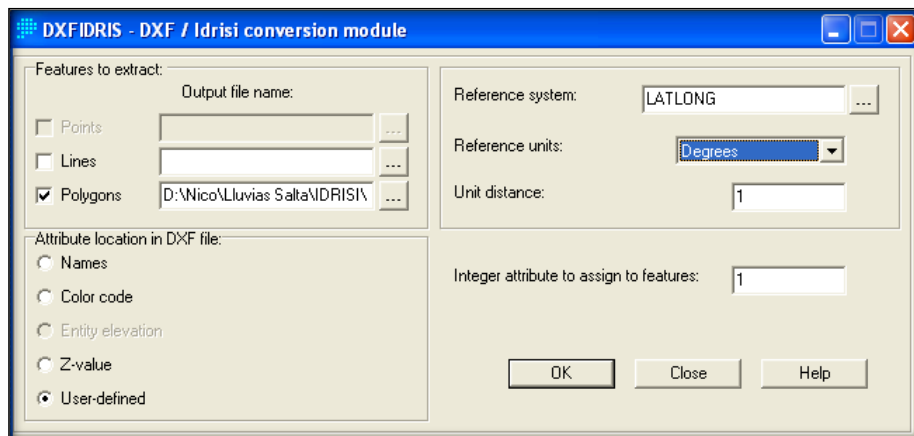 DXFIDRIS - DXF / Idrisi conversion module
Features to extract:
Output file name:
Points ...
Lines ...
Polygons D:\Nico\Lluvias Salta\IDRISI\ ...
Attribute location in DXF file:
Names
Color code
Entity elevation
Z-value
User-defined
Reference system: LATLONG ...
Reference units: Degrees
Unit distance: 1
Integer attribute to assign to features: 1
OK Close Help